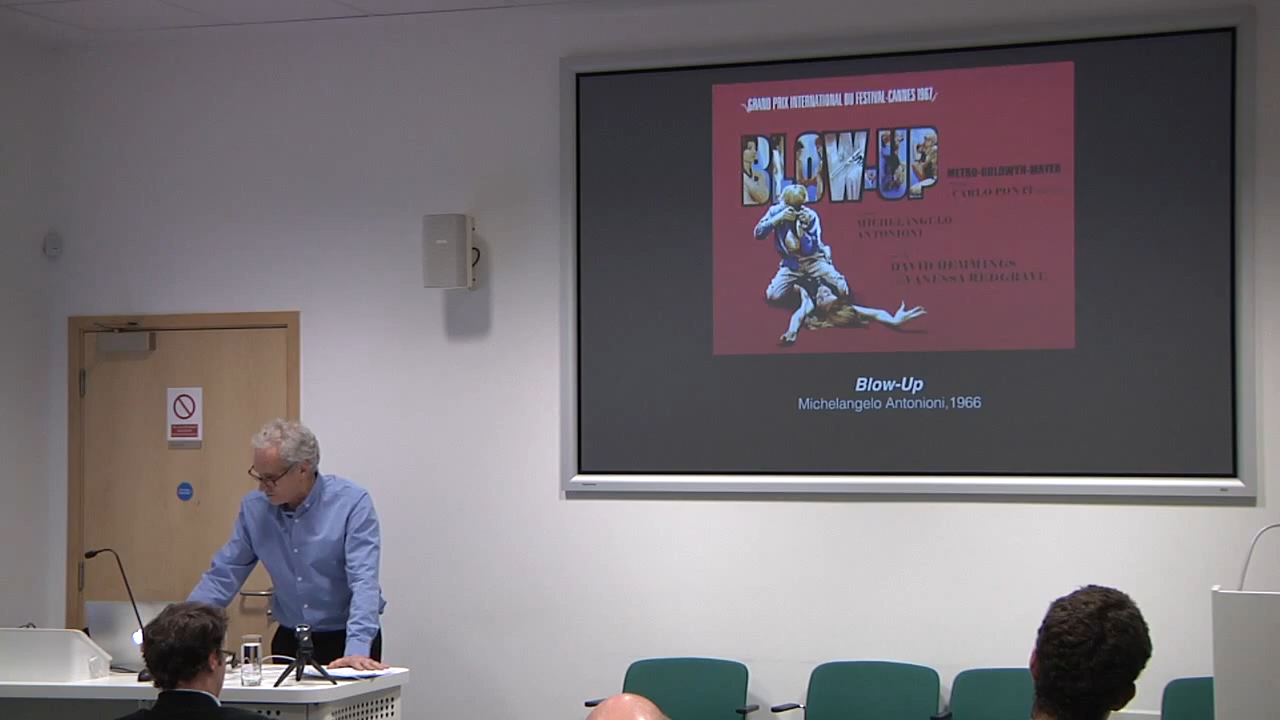 GRAND PRIX INTERNATIONAL DU FESTIVAL-CANNES 1967
BLOW-UP
METRO-GOLDWYN-MAYER
CARLO PONTI
MICHELANGELO
ANTONIONI
DAVID HEMMINGS
VANESSA REDGRAVE
Blow-Up
Michelangelo Antonioni,1966